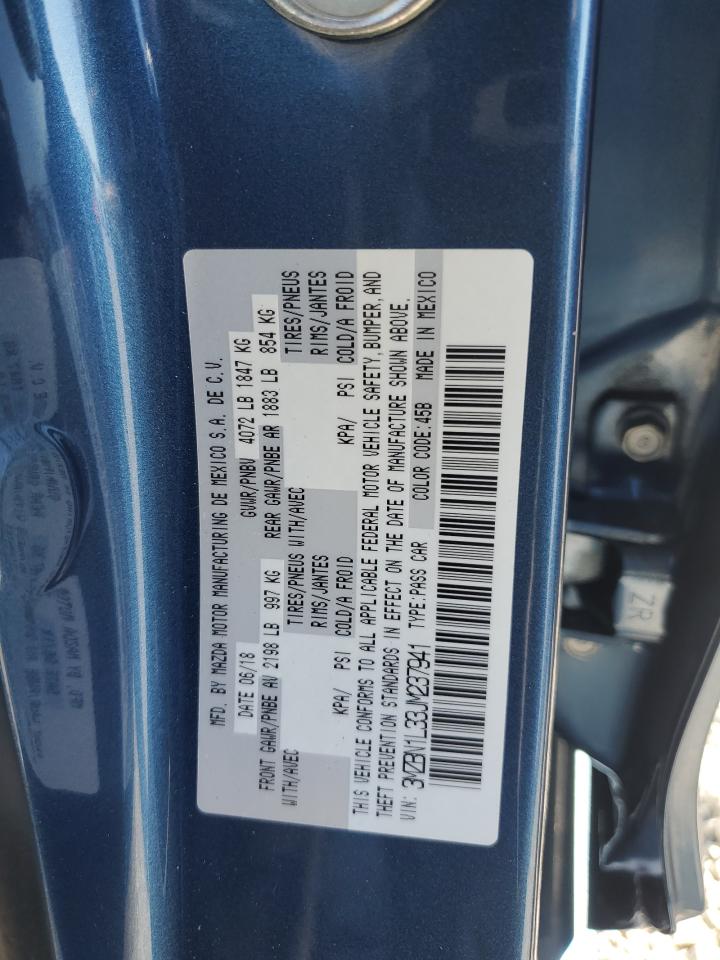 MFD. BY MAZDA MOTOR MANUFACTURING DE MEXICO S.A. DE C.V.
DATE 06/18 GVWR/PNBV 4072 LB 1847 KG
FRONT GAWR/PNBE AV 2198 LB 997 KG REAR GAWR/PNBE AR 1883 LB 854 KG
WITH/AVEC TIRES/PNEUS WITH/AVEC TIRES/PNEUS
RIMS/JANTES RIMS/JANTES
KPA/ PSI COLD/A FROID KPA/ PSI COLD/A FROID
THIS VEHICLE CONFORMS TO ALL APPLICABLE FEDERAL MOTOR VEHICLE SAFETY, BUMPER, AND
THEFT PREVENTION STANDARDS IN EFFECT ON THE DATE OF MANUFACTURE SHOWN ABOVE.
VIN: 3MZBN1L33JM237941 TYPE:PASS CAR COLOR CODE:45B MADE IN MEXICO
ZR